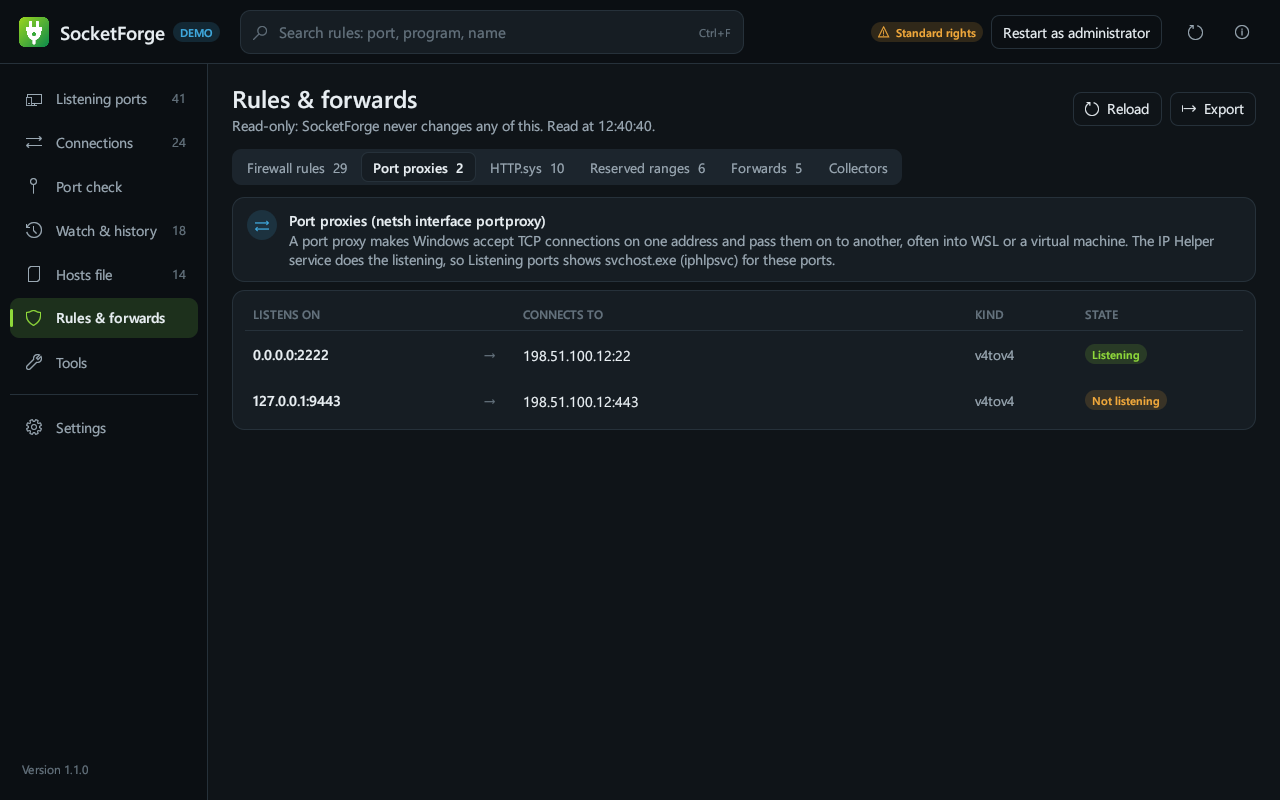 SocketForge DEMO
Search rules: port, program, name Ctrl+F
Standard rights
Restart as administrator
Listening ports 41
Connections 24
Port check
Watch & history 18
Hosts file 14
Rules & forwards
Tools
Settings
Version 1.1.0
Rules & forwards
Read-only: SocketForge never changes any of this. Read at 12:40:40.
Reload
Export
Firewall rules 29 Port proxies 2 HTTP.sys 10 Reserved ranges 6 Forwards 5 Collectors
Port proxies (netsh interface portproxy)
A port proxy makes Windows accept TCP connections on one address and pass them on to another, often into WSL or a virtual machine. The IP Helper
service does the listening, so Listening ports shows svchost.exe (iphlpsvc) for these ports.
LISTENS ON CONNECTS TO KIND STATE
0.0.0.0:2222 → 198.51.100.12:22 v4tov4 Listening
127.0.0.1:9443 → 198.51.100.12:443 v4tov4 Not listening